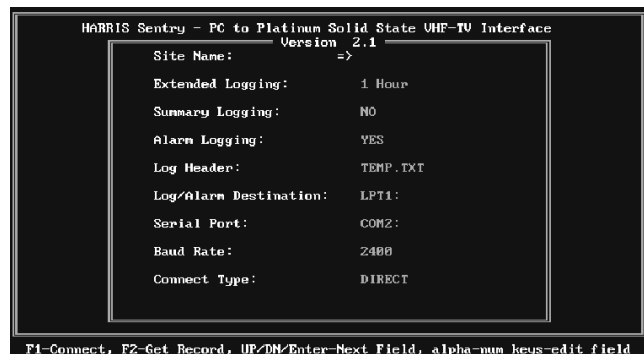 HARRIS Sentry - PC to Platinum Solid State VHF-TV Interface
Version 2.1
Site Name: =>
Extended Logging: 1 Hour
Summary Logging: NO
Alarm Logging: YES
Log Header: TEMP.TXT
Log/Alarm Destination: LPT1:
Serial Port: COM2:
Baud Rate: 2400
Connect Type: DIRECT
F1-Connect, F2-Get Record, UP/DN/Enter-Next Field, alpha-num keys-edit field